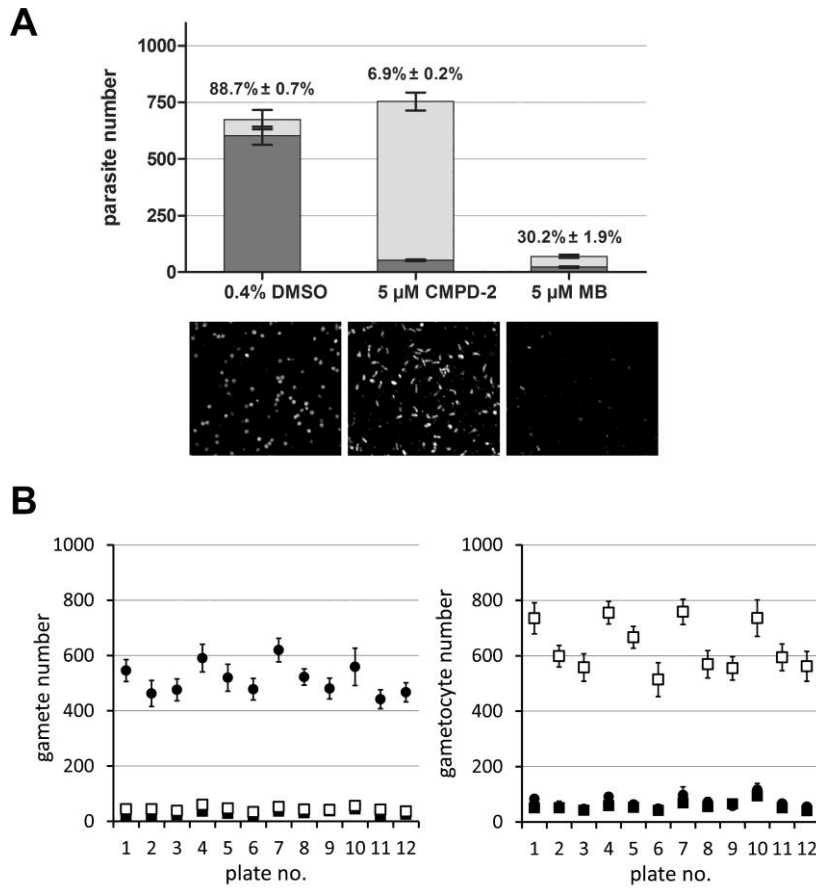 A
1000
750
500
250
0
parasite number
88.7% ± 0.7%
6.9% ± 0.2%
30.2% ± 1.9%
0.4% DMSO 5 µM CMPD-2 5 µM MB
B
1000
800
600
400
200
0
gamete number
1 2 3 4 5 6 7 8 9 10 11 12
plate no.
1000
800
600
400
200
0
gametocyte number
1 2 3 4 5 6 7 8 9 10 11 12
plate no.